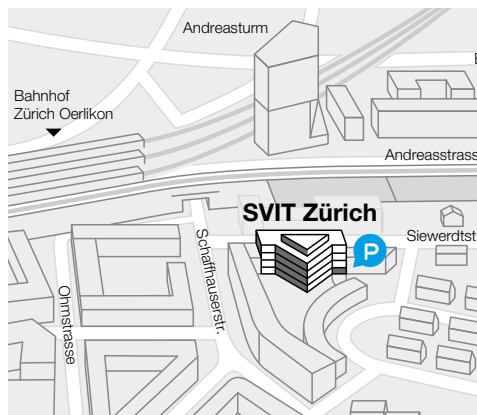 Andreasturm
Bahnhof
Zürich Oerlikon
Andreasstrass
SVIT Zürich
Siewerdtst
P
Schaffhauserstr.
Ohmstrasse